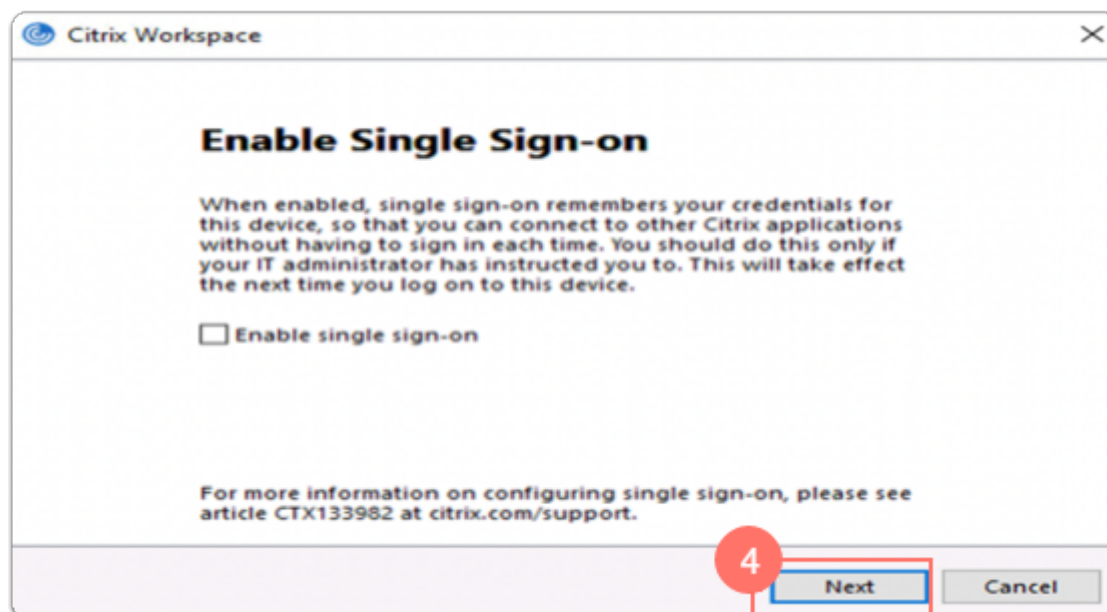 Citrix Workspace
Enable Single Sign-on
When enabled, single sign-on remembers your credentials for
this device, so that you can connect to other Citrix applications
without having to sign in each time. You should do this only if
your IT administrator has instructed you to. This will take effect
the next time you log on to this device.
Enable single sign-on
For more information on configuring single sign-on, please see
article CTX133982 at citrix.com/support.
4
Next Cancel